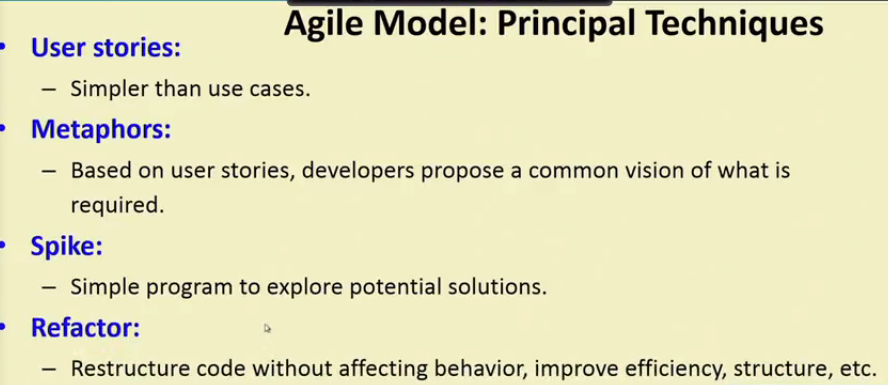 Agile Model: Principal Techniques
• User stories:
– Simpler than use cases.
• Metaphors:
– Based on user stories, developers propose a common vision of what is
required.
• Spike:
– Simple program to explore potential solutions.
• Refactor:
– Restructure code without affecting behavior, improve efficiency, structure, etc.